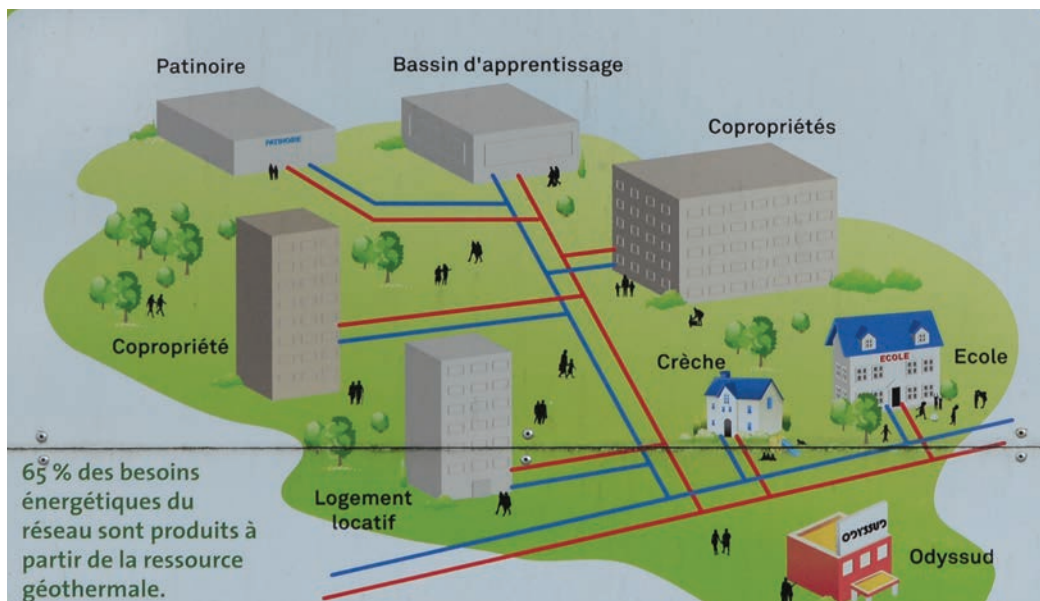 Patinoire
Bassin d'apprentissage
Copropriétés
PATINOIRE
Copropriété
Crèche
Ecole
ECOLE
65 % des besoins
énergétiques du
réseau sont produits à
partir de la ressource
géothermale.
Logement
locatif
ODYSSUD
Odyssud